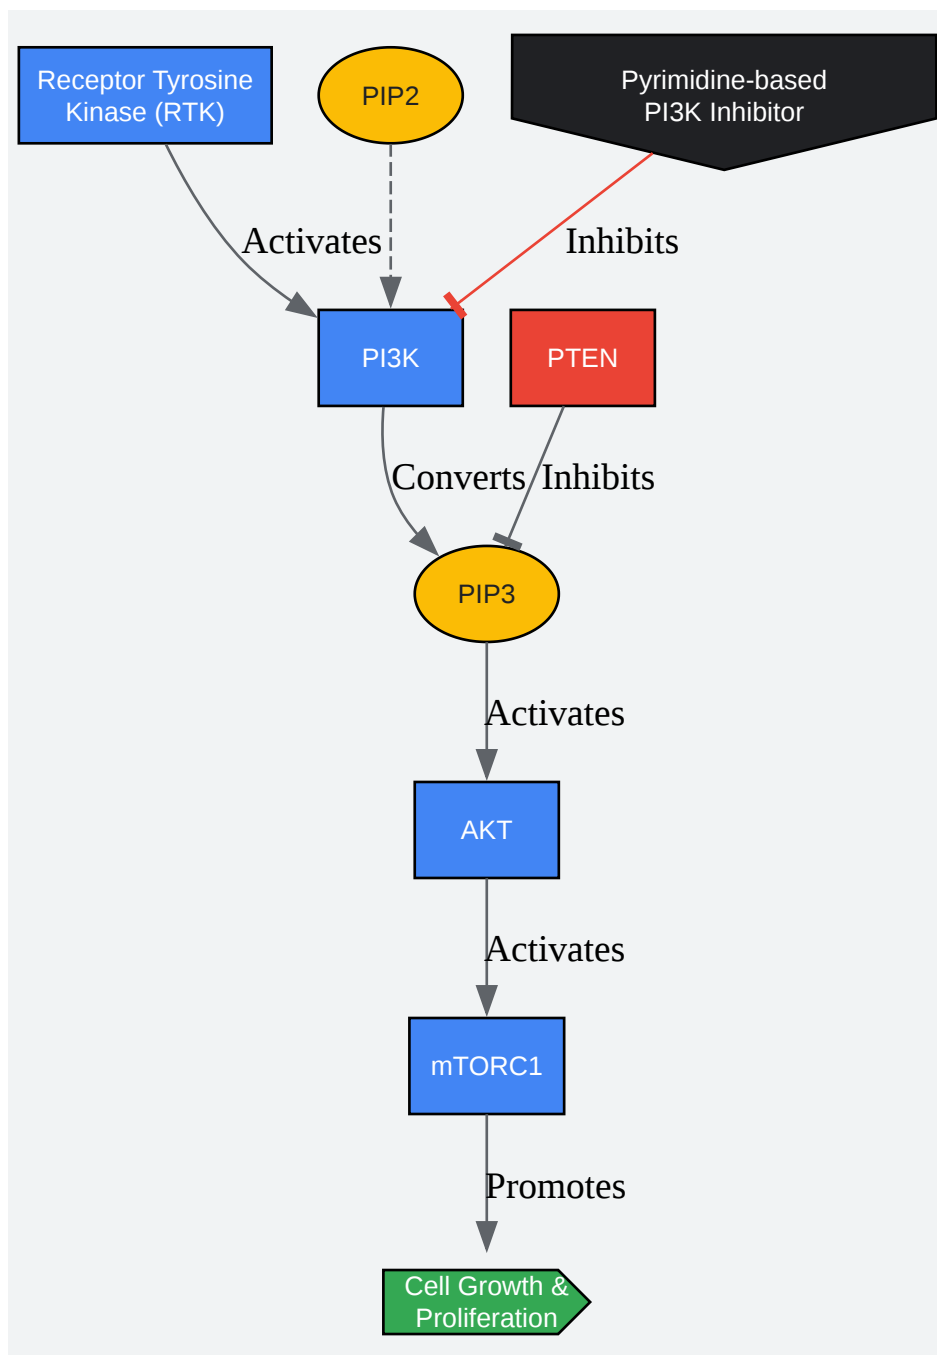 Receptor Tyrosine
Kinase (RTK)
PIP2
Pyrimidine-based
PI3K Inhibitor
Activates
Inhibits
PI3K
PTEN
Converts
Inhibits
PIP3
Activates
AKT
Activates
mTORC1
Promotes
Cell Growth &
Proliferation